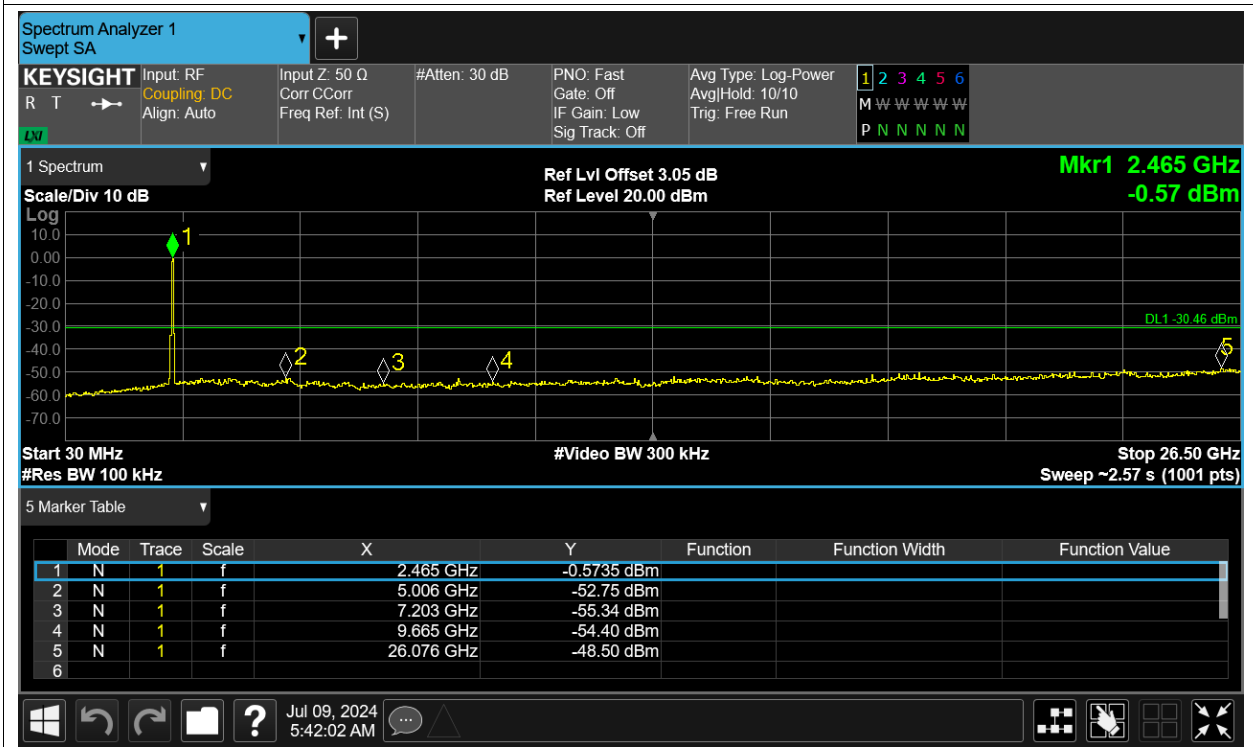 Spectrum Analyzer 1
Swept SA
KEYSIGHT Input: RF Input Z: 50 Ω #Atten: 30 dB PNO: Fast Avg Type: Log-Power 1 2 3 4 5 6
R T Coupling: DC Corr CCorr Gate: Off Avg|Hold: 10/10 M W W W W W
Align: Auto Freq Ref: Int (S) IF Gain: Low Trig: Free Run
LXI Sig Track: Off P N N N N N
1 Spectrum Ref Lvl Offset 3.05 dB Mkr1 2.465 GHz
Scale/Div 10 dB Ref Level 20.00 dBm -0.57 dBm
Log
10.0 1
0.00
-10.0
-20.0
-30.0 DL1 -30.46 dBm
-40.0 2 3 4 5
-50.0
-60.0
-70.0
Start 30 MHz #Video BW 300 kHz Stop 26.50 GHz
#Res BW 100 kHz Sweep ~2.57 s (1001 pts)
5 Marker Table
Mode Trace Scale X Y Function Function Width Function Value
1 N 1 f 2.465 GHz -0.5735 dBm
2 N 1 f 5.006 GHz -52.75 dBm
3 N 1 f 7.203 GHz -55.34 dBm
4 N 1 f 9.665 GHz -54.40 dBm
5 N 1 f 26.076 GHz -48.50 dBm
6
? Jul 09, 2024
5:42:02 AM